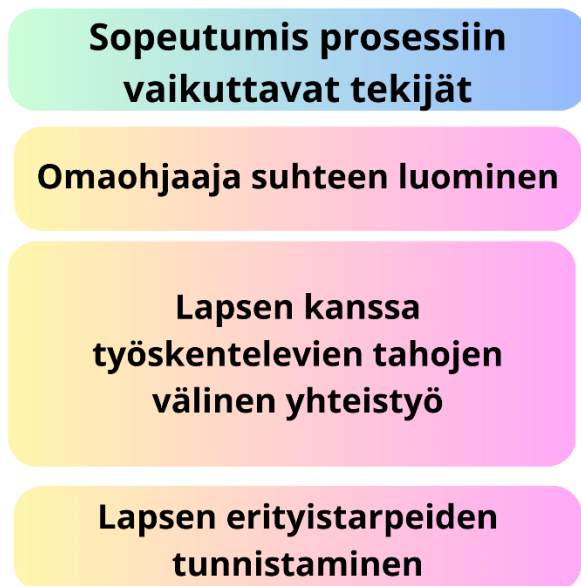 Sopeutumis prosessiin
vaikuttavat tekijät
Omaohjaaja suhteen luominen
Lapsen kanssa
työskentelevien tahojen
välinen yhteistyö
Lapsen erityistarpeiden
tunnistaminen